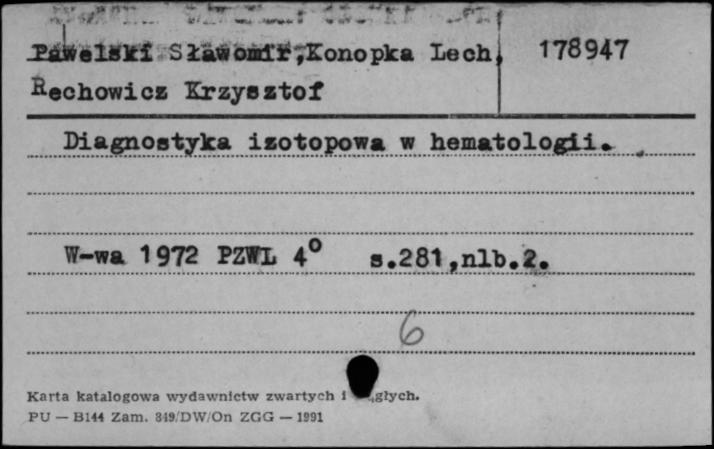 Pawelski Sławomir,Konopka Lech, 178947
Rechowicz Krzysztof
Diagnostyka izotopowa w hematologii.
W-wa 1972 PZWL 4° s.281,nlb.2.
6
Karta katalogowa wydawnictw zwartych i
PU — B144 Zam. 349/DW/On ZGG — 1991